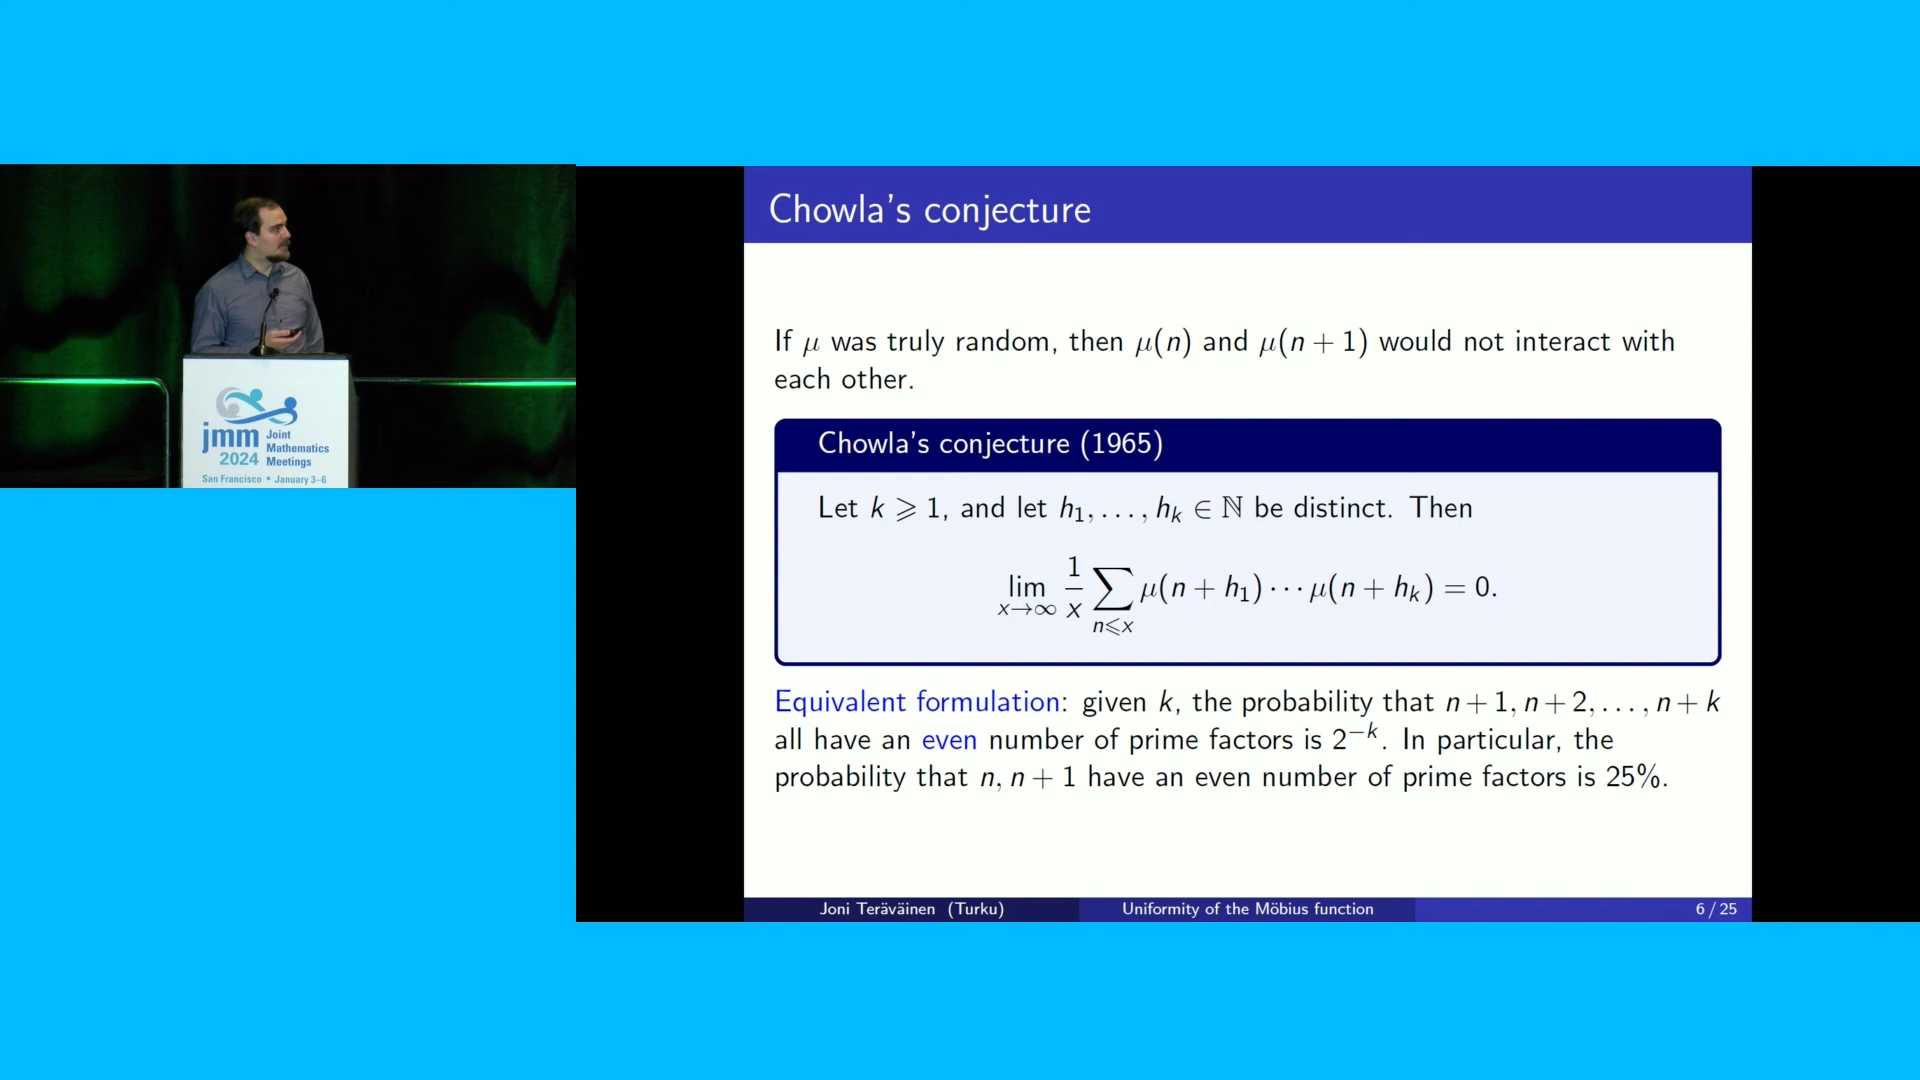 jmm
2024
Joint
Mathematics
Meetings
San Francisco • January 3–6
Chowla's conjecture
If μ was truly random, then μ(n) and μ(n + 1) would not interact with
each other.
Chowla's conjecture (1965)
Let k ⩾ 1, and let h₁, . . . , hₖ ∈ ℕ be distinct. Then
lim_{x→∞} 1/x ∑_{n⩽x} μ(n + h₁) · · · μ(n + hₖ) = 0.
Equivalent formulation: given k, the probability that n + 1, n + 2, . . . , n + k
all have an even number of prime factors is 2⁻ᵏ. In particular, the
probability that n, n + 1 have an even number of prime factors is 25%.
Joni Teräväinen (Turku)
Uniformity of the Möbius function
6 / 25